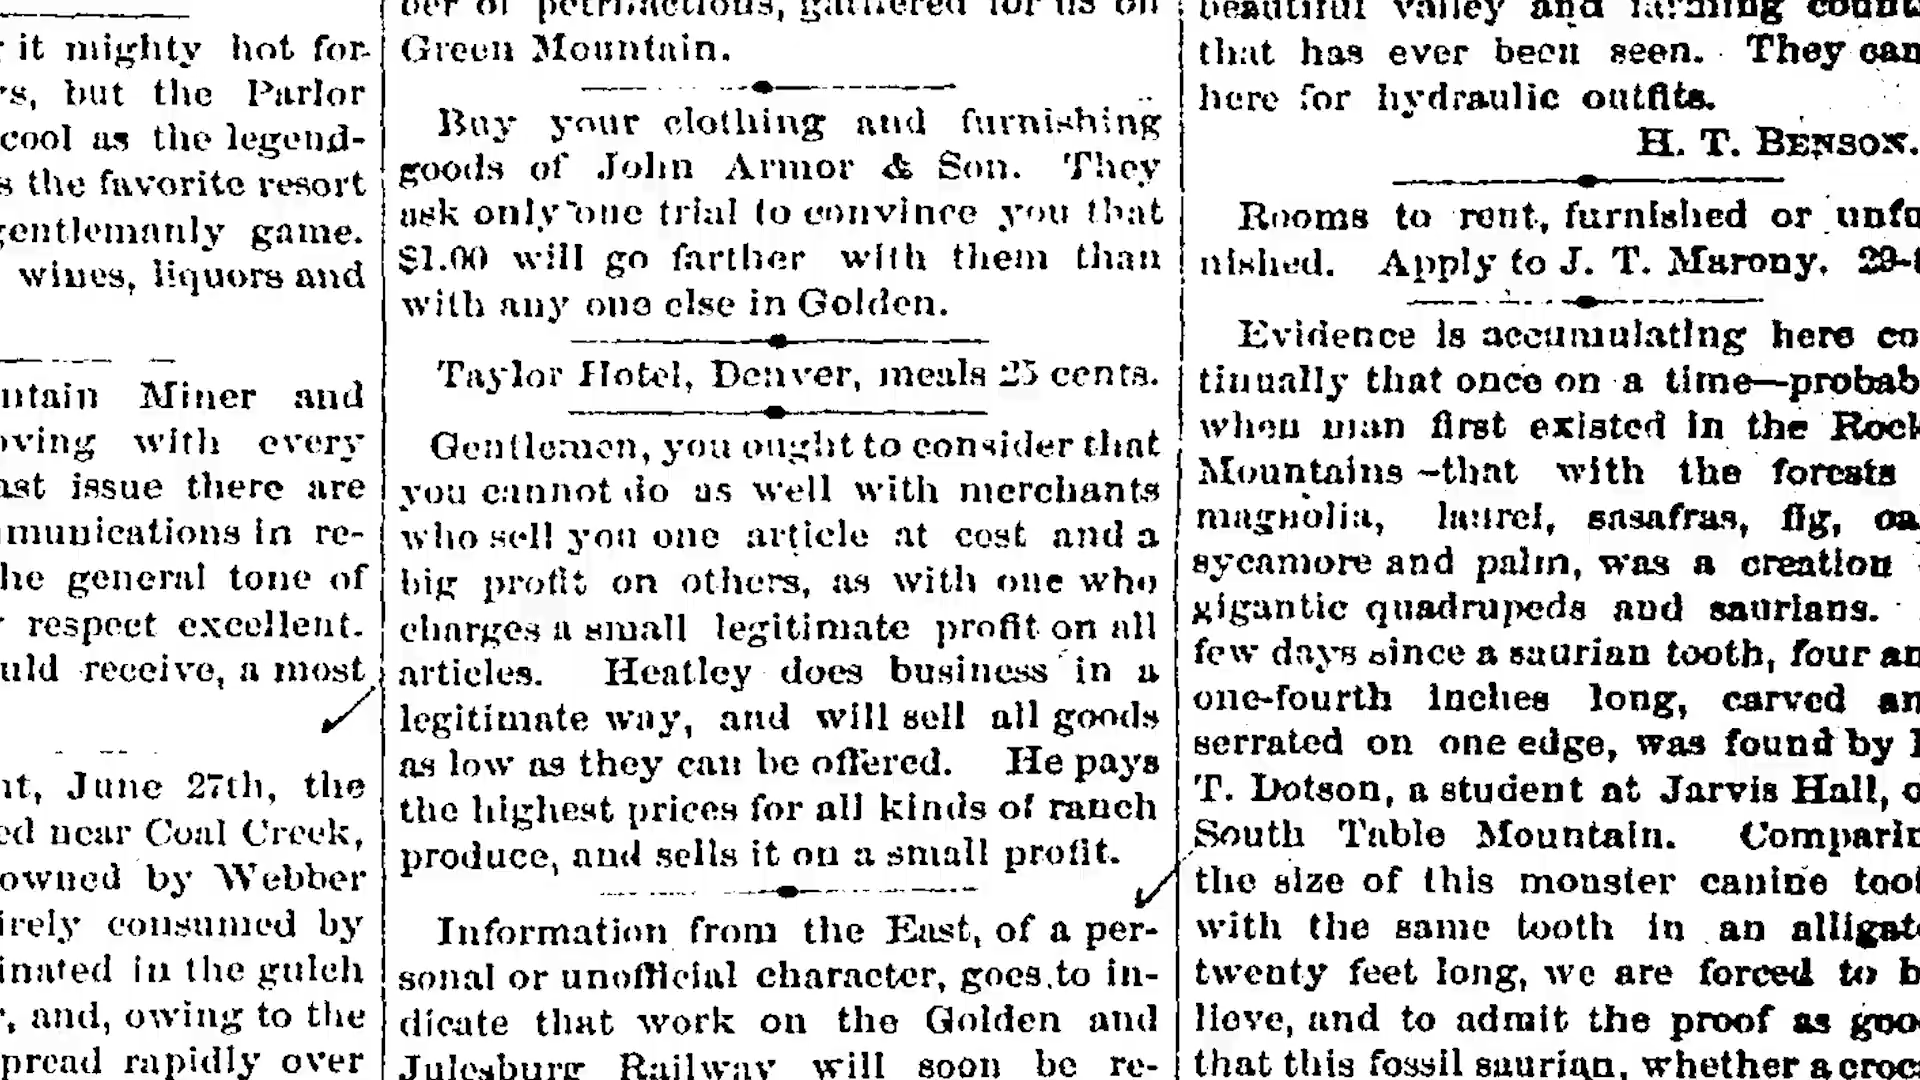 it mighty hot for-
but the Parlor
cool as the legend-
the favorite resort
gentlemanly game.
wines, liquors and
Miner and
with every
issue there are
in re-
general tone of
respect excellent.
receive, a most
June 27th, the
near Coal Creek,
owned by Webber
consumed by
in the gulch
and, owing to the
rapidly over
ber of petrifactions, gathered for us on
Green Mountain.
Buy your clothing and furnishing
goods of John Armor & Son. They
ask only one trial to convince you that
$1.00 will go farther with them than
with any one else in Golden.
Taylor Hotel, Denver, meals 25 cents.
Gentlemen, you ought to consider that
you cannot do as well with merchants
who sell you one article at cost and a
big profit on others, as with one who
charges a small legitimate profit on all
articles. Heatley does business in a
legitimate way, and will sell all goods
as low as they can be offered. He pays
the highest prices for all kinds of ranch
produce, and sells it on a small profit.
Information from the East, of a per-
sonal or unofficial character, goes to in-
dicate that work on the Golden and
Julesburg Railway will soon be re-
beautiful valley and farming
that has ever been seen. They can
here for hydraulic outfits.
H. T. BENSON.
Rooms to rent, furnished or unfu
nished. Apply to J. T. Marony. 29-
Evidence is accumulating here co
tinually that once on a time—probab
when man first existed in the Rock
Mountains—that with the forests
magnolia, laurel, sasafras, fig, oa
sycamore and palm, was a creation
gigantic quadrupeds and saurians.
few days since a saurian tooth, four an
one-fourth inches long, carved an
serrated on one edge, was found by
T. Dotson, a student at Jarvis Hall, o
South Table Mountain. Comparin
the size of this monster canine toot
with the same tooth in an alligat
twenty feet long, we are forced to b
lieve, and to admit the proof as goo
that this fossil saurian, whether a croc